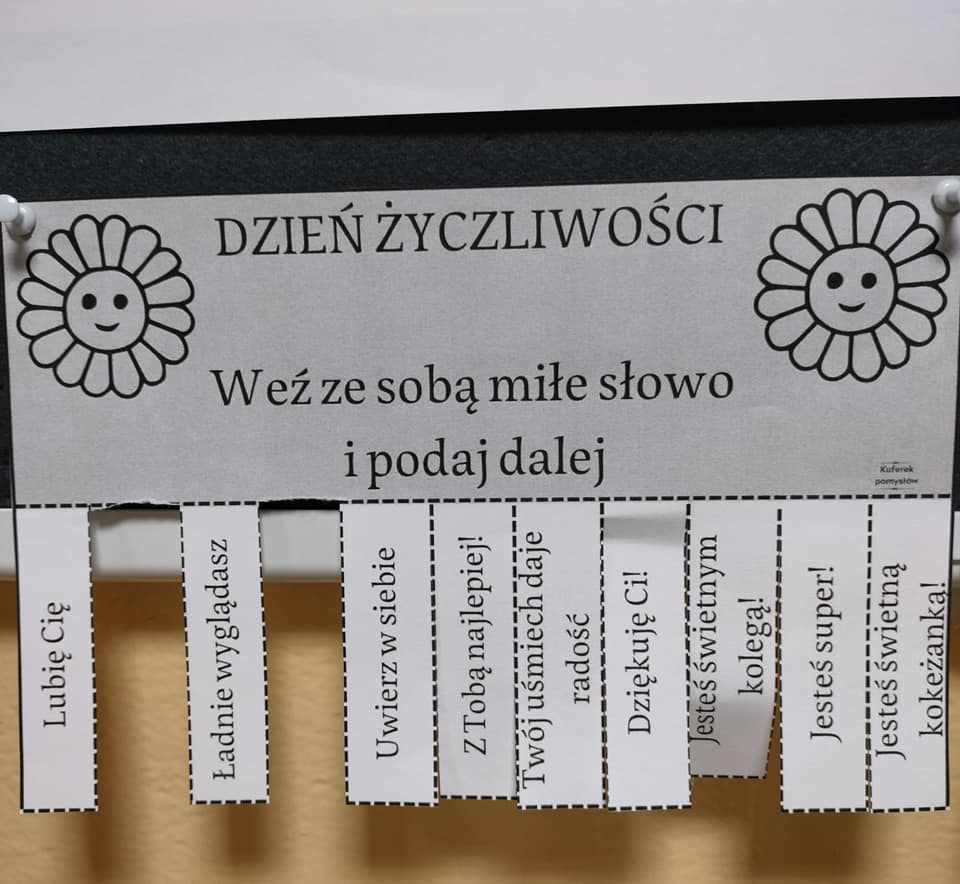 DZIEŃ ŻYCZLIWOŚCI
Weź ze sobą miłe słowo
i podaj dalej
Kuferek
pomysłów
Lubię Cię
Ładnie wyglądasz
Uwierz w siebie
Z Tobą najlepiej!
Twój uśmiech daje
radość
Dziękuję Ci!
Jesteś świetnym
kolegą!
Jesteś super!
Jesteś świetną
kokeżanką!